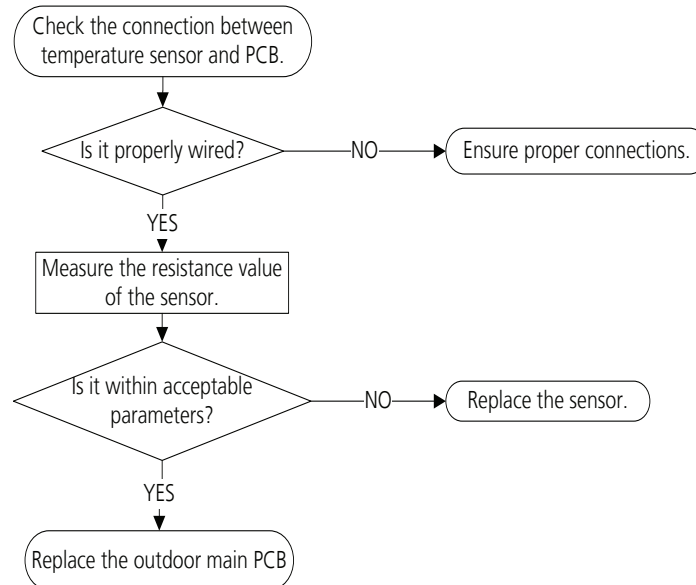 Check the connection between
temperature sensor and PCB.
Is it properly wired?
NO
Ensure proper connections.
YES
Measure the resistance value
of the sensor.
Is it within acceptable
parameters?
NO
Replace the sensor.
YES
Replace the outdoor main PCB